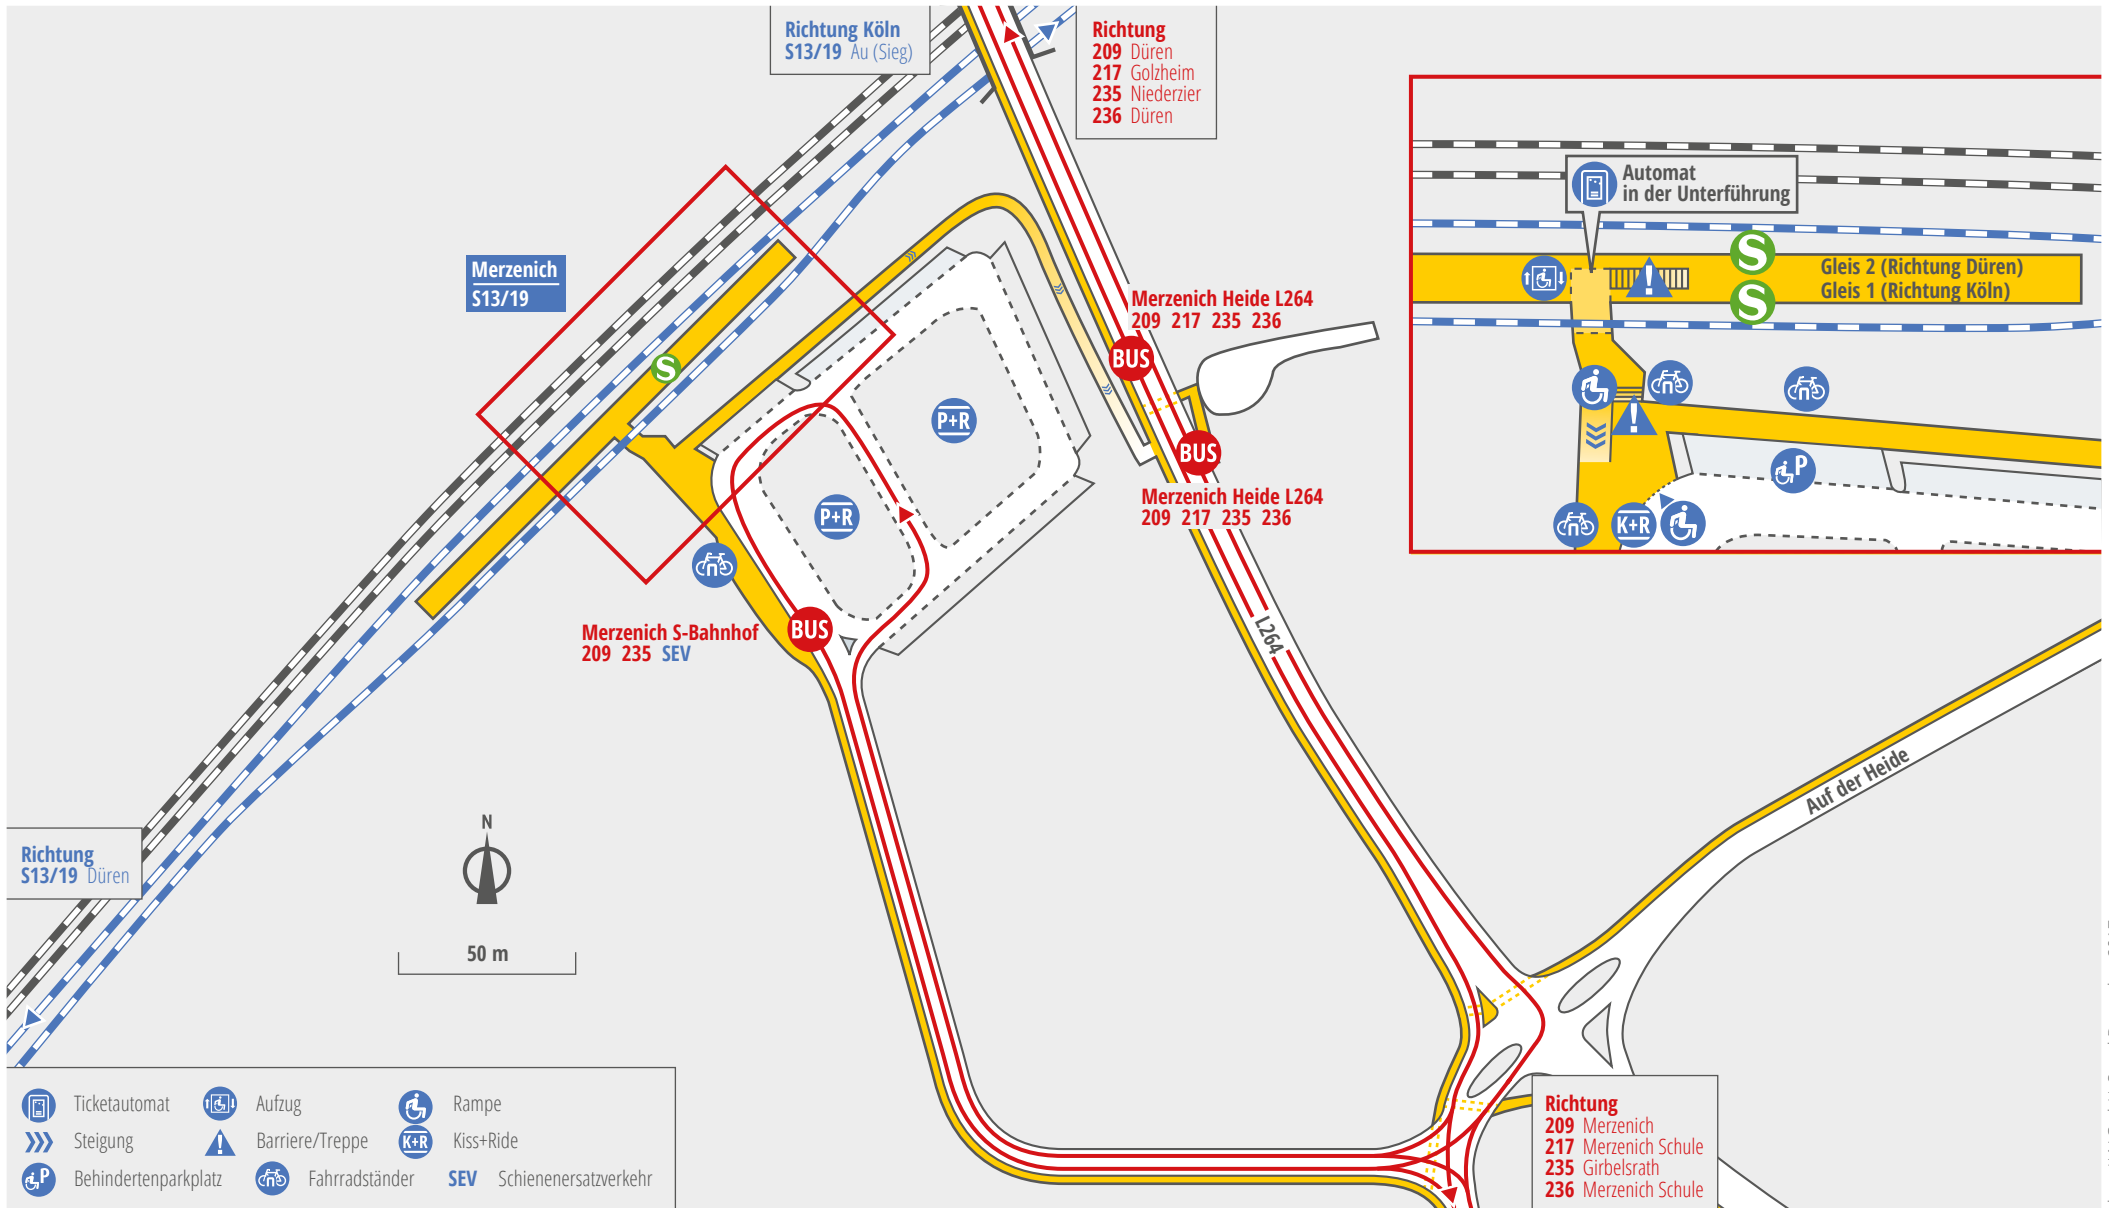 Richtung Köln
S13/19 Au (Sieg)
Richtung
209 Düren
217 Golzheim
235 Niederzier
236 Düren
Automat
in der Unterführung
S
S
Gleis 2 (Richtung Düren)
Gleis 1 (Richtung Köln)
P
K+R
Merzenich
S13/19
S
Merzenich Heide L264
209 217 235 236
BUS
P+R
BUS
Merzenich Heide L264
209 217 235 236
P+R
Merzenich S-Bahnhof
209 235 SEV
BUS
L264
Auf der Heide
Richtung
S13/19 Düren
N
50 m
Ticketautomat
Aufzug
Rampe
Steigung
Barriere/Treppe
K+R Kiss+Ride
P Behindertenparkplatz
Fahrradständer
SEV Schienenersatzverkehr
Richtung
209 Merzenich
217 Merzenich Schule
235 Girbelsrath
236 Merzenich Schule